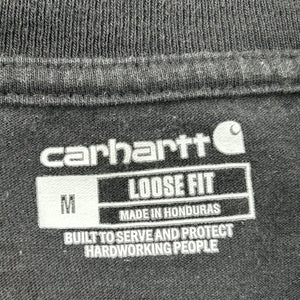 carhartt
M LOOSE FIT
MADE IN HONDURAS
BUILT TO SERVE AND PROTECT
HARDWORKING PEOPLE